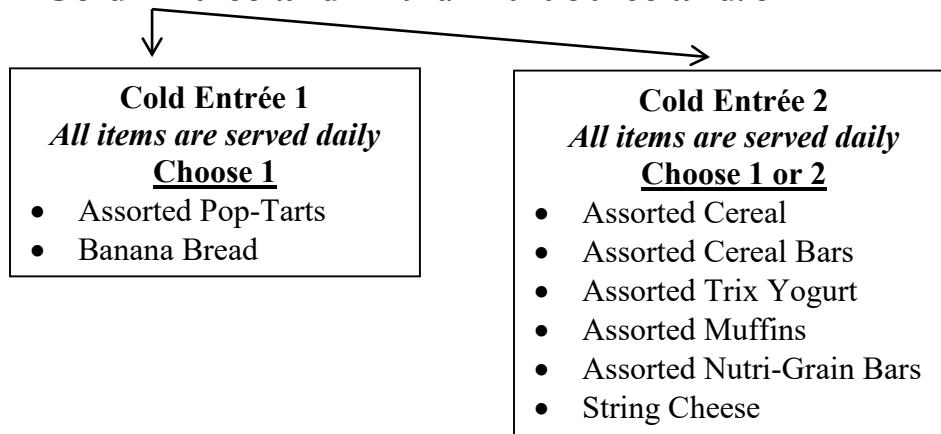 Cold Entrée 1
All items are served daily
Choose 1
• Assorted Pop-Tarts
• Banana Bread
Cold Entrée 2
All items are served daily
Choose 1 or 2
• Assorted Cereal
• Assorted Cereal Bars
• Assorted Trix Yogurt
• Assorted Muffins
• Assorted Nutri-Grain Bars
• String Cheese